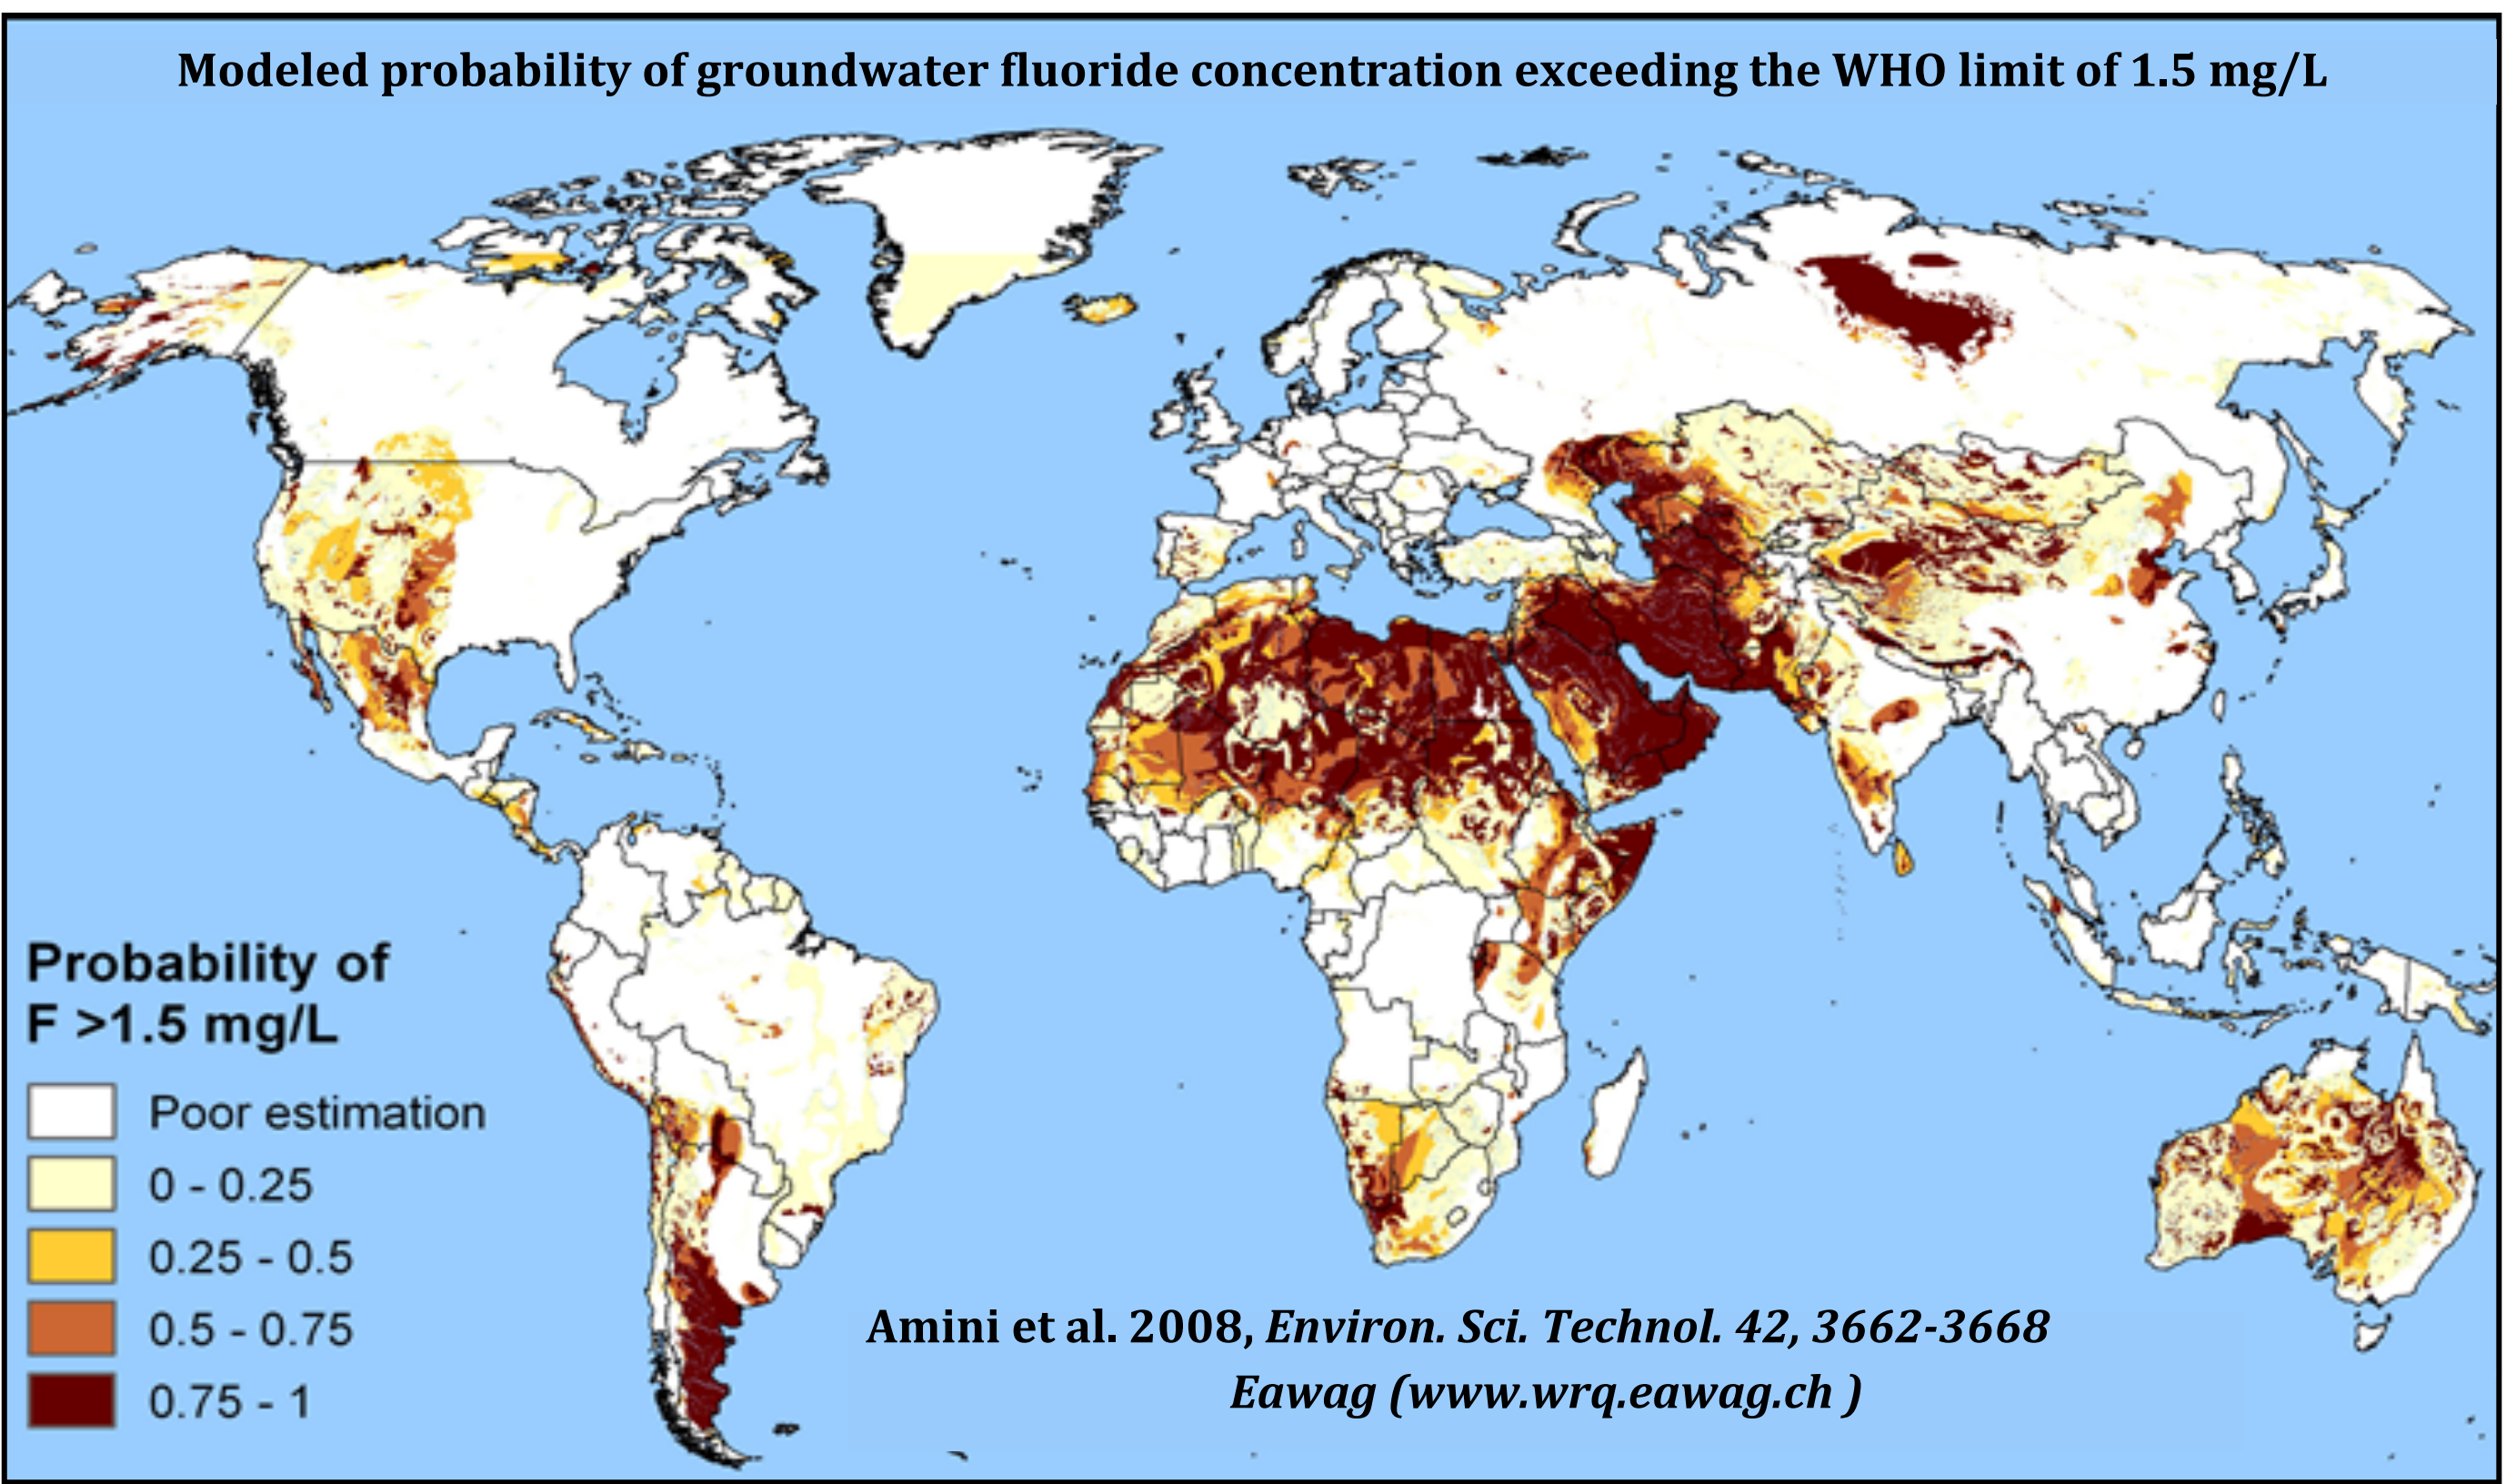 Modeled probability of groundwater fluoride concentration exceeding the WHO limit of 1.5 mg/L
Probability of
F >1.5 mg/L
Poor estimation
0 - 0.25
0.25 - 0.5
0.5 - 0.75
0.75 - 1
Amini et al. 2008, Environ. Sci. Technol. 42, 3662-3668
Eawag (www.wrq.eawag.ch )